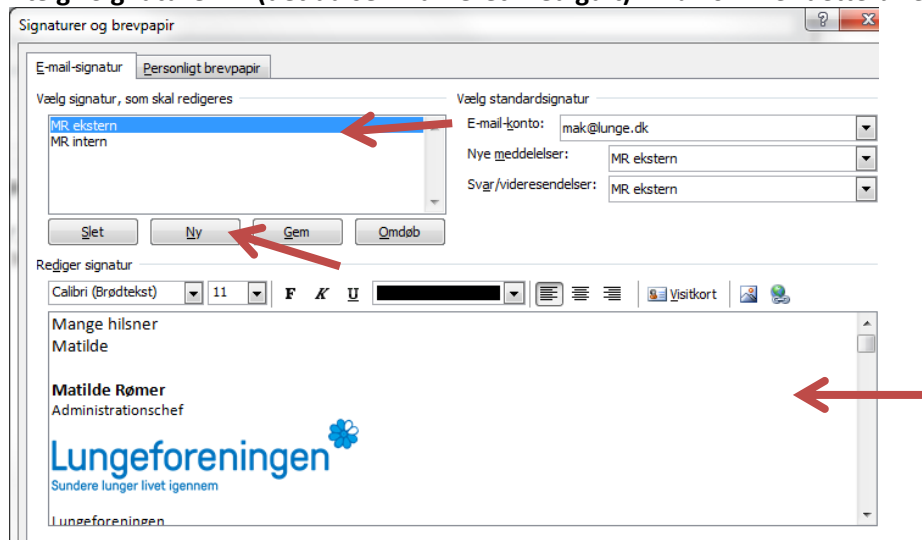 Signaturer og brevpapir
E-mail-signatur
Personligt brevpapir
Vælg signatur, som skal redigeres
MR ekstern
MR intern
Slet
Ny
Gem
Omdøb
Vælg standardsignatur
E-mail-konto:
mak@lunge.dk
Nye meddelelser:
MR ekstern
Svar/videresendelser:
MR ekstern
Rediger signatur
Calibri (Brødtekst)
11
F
K
U
Visitkort
Mange hilsner
Matilde
Matilde Rømer
Administrationschef
Lungeforeningen
Sundere lunger livet igennem
Lungeforeningen